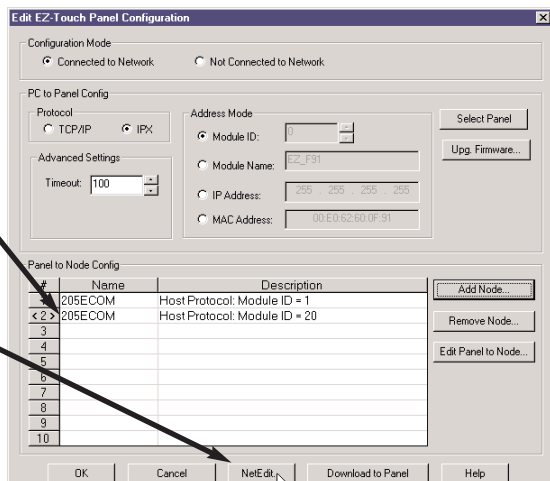 Edit EZ-Touch Panel Configuration
Configuration Mode
Connected to Network
Not Connected to Network
PC to Panel Config
Protocol
TCP/IP
IPX
Address Mode
Module ID:
0
Select Panel
Upg. Firmware...
Advanced Settings
Timeout:
100
Module Name:
EZ_F91
IP Address:
255 . 255 . 255 . 255
MAC Address:
00:E0:62:60:0F:91
Panel to Node Config
# Name Description
205ECOM Host Protocol: Module ID = 1
<2> 205ECOM Host Protocol: Module ID = 20
3
4
5
6
7
8
9
10
Add Node...
Remove Node...
Edit Panel to Node...
OK
Cancel
NetEdit...
Download to Panel
Help